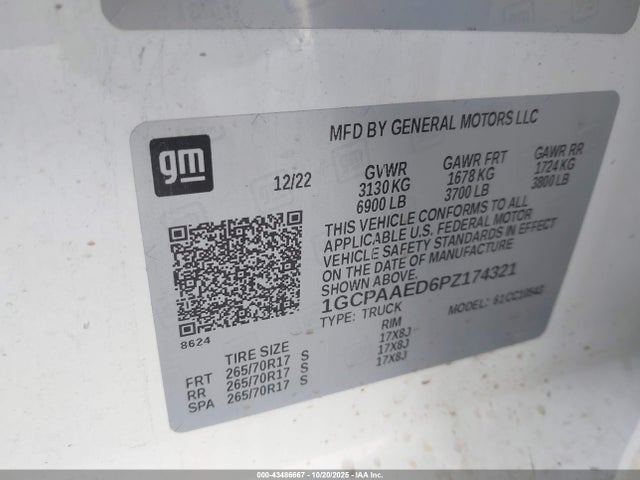 gm
MFD BY GENERAL MOTORS LLC
12/22
GVWR GAWR FRT GAWR RR
3130 KG 1678 KG 1724 KG
6900 LB 3700 LB 3800 LB
THIS VEHICLE CONFORMS TO ALL
APPLICABLE U.S. FEDERAL MOTOR
VEHICLE SAFETY STANDARDS IN EFFECT
ON THE DATE OF MANUFACTURE
SHOWN ABOVE.
1GCPAAED6PZ174321
TYPE: TRUCK MODEL:
8624
TIRE SIZE RIM
FRT 265/70R17 S 17X8J
RR 265/70R17 S 17X8J
SPA 265/70R17 S 17X8J
000-43486667 - 10/20/2025 - Copyright © 2025 IAA, Inc.